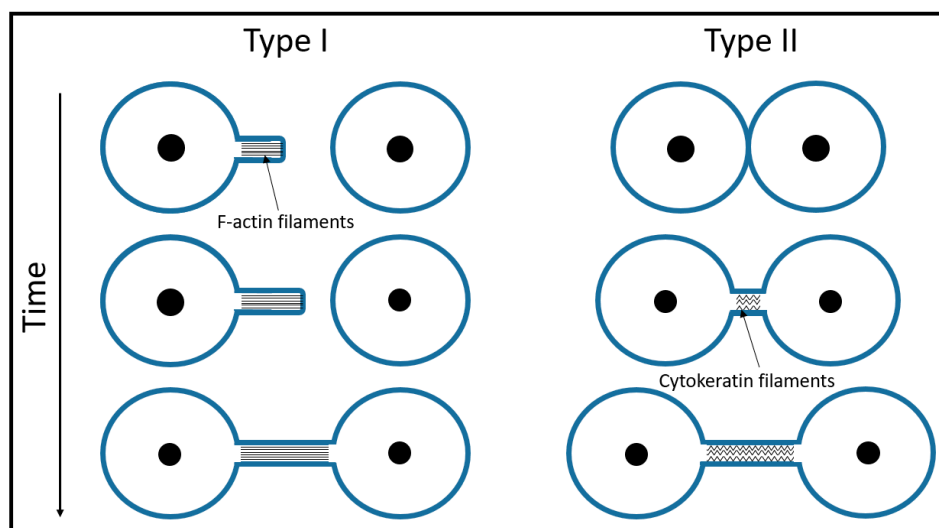 Type I
Type II
F-actin filaments
Time
Cytokeratin filaments